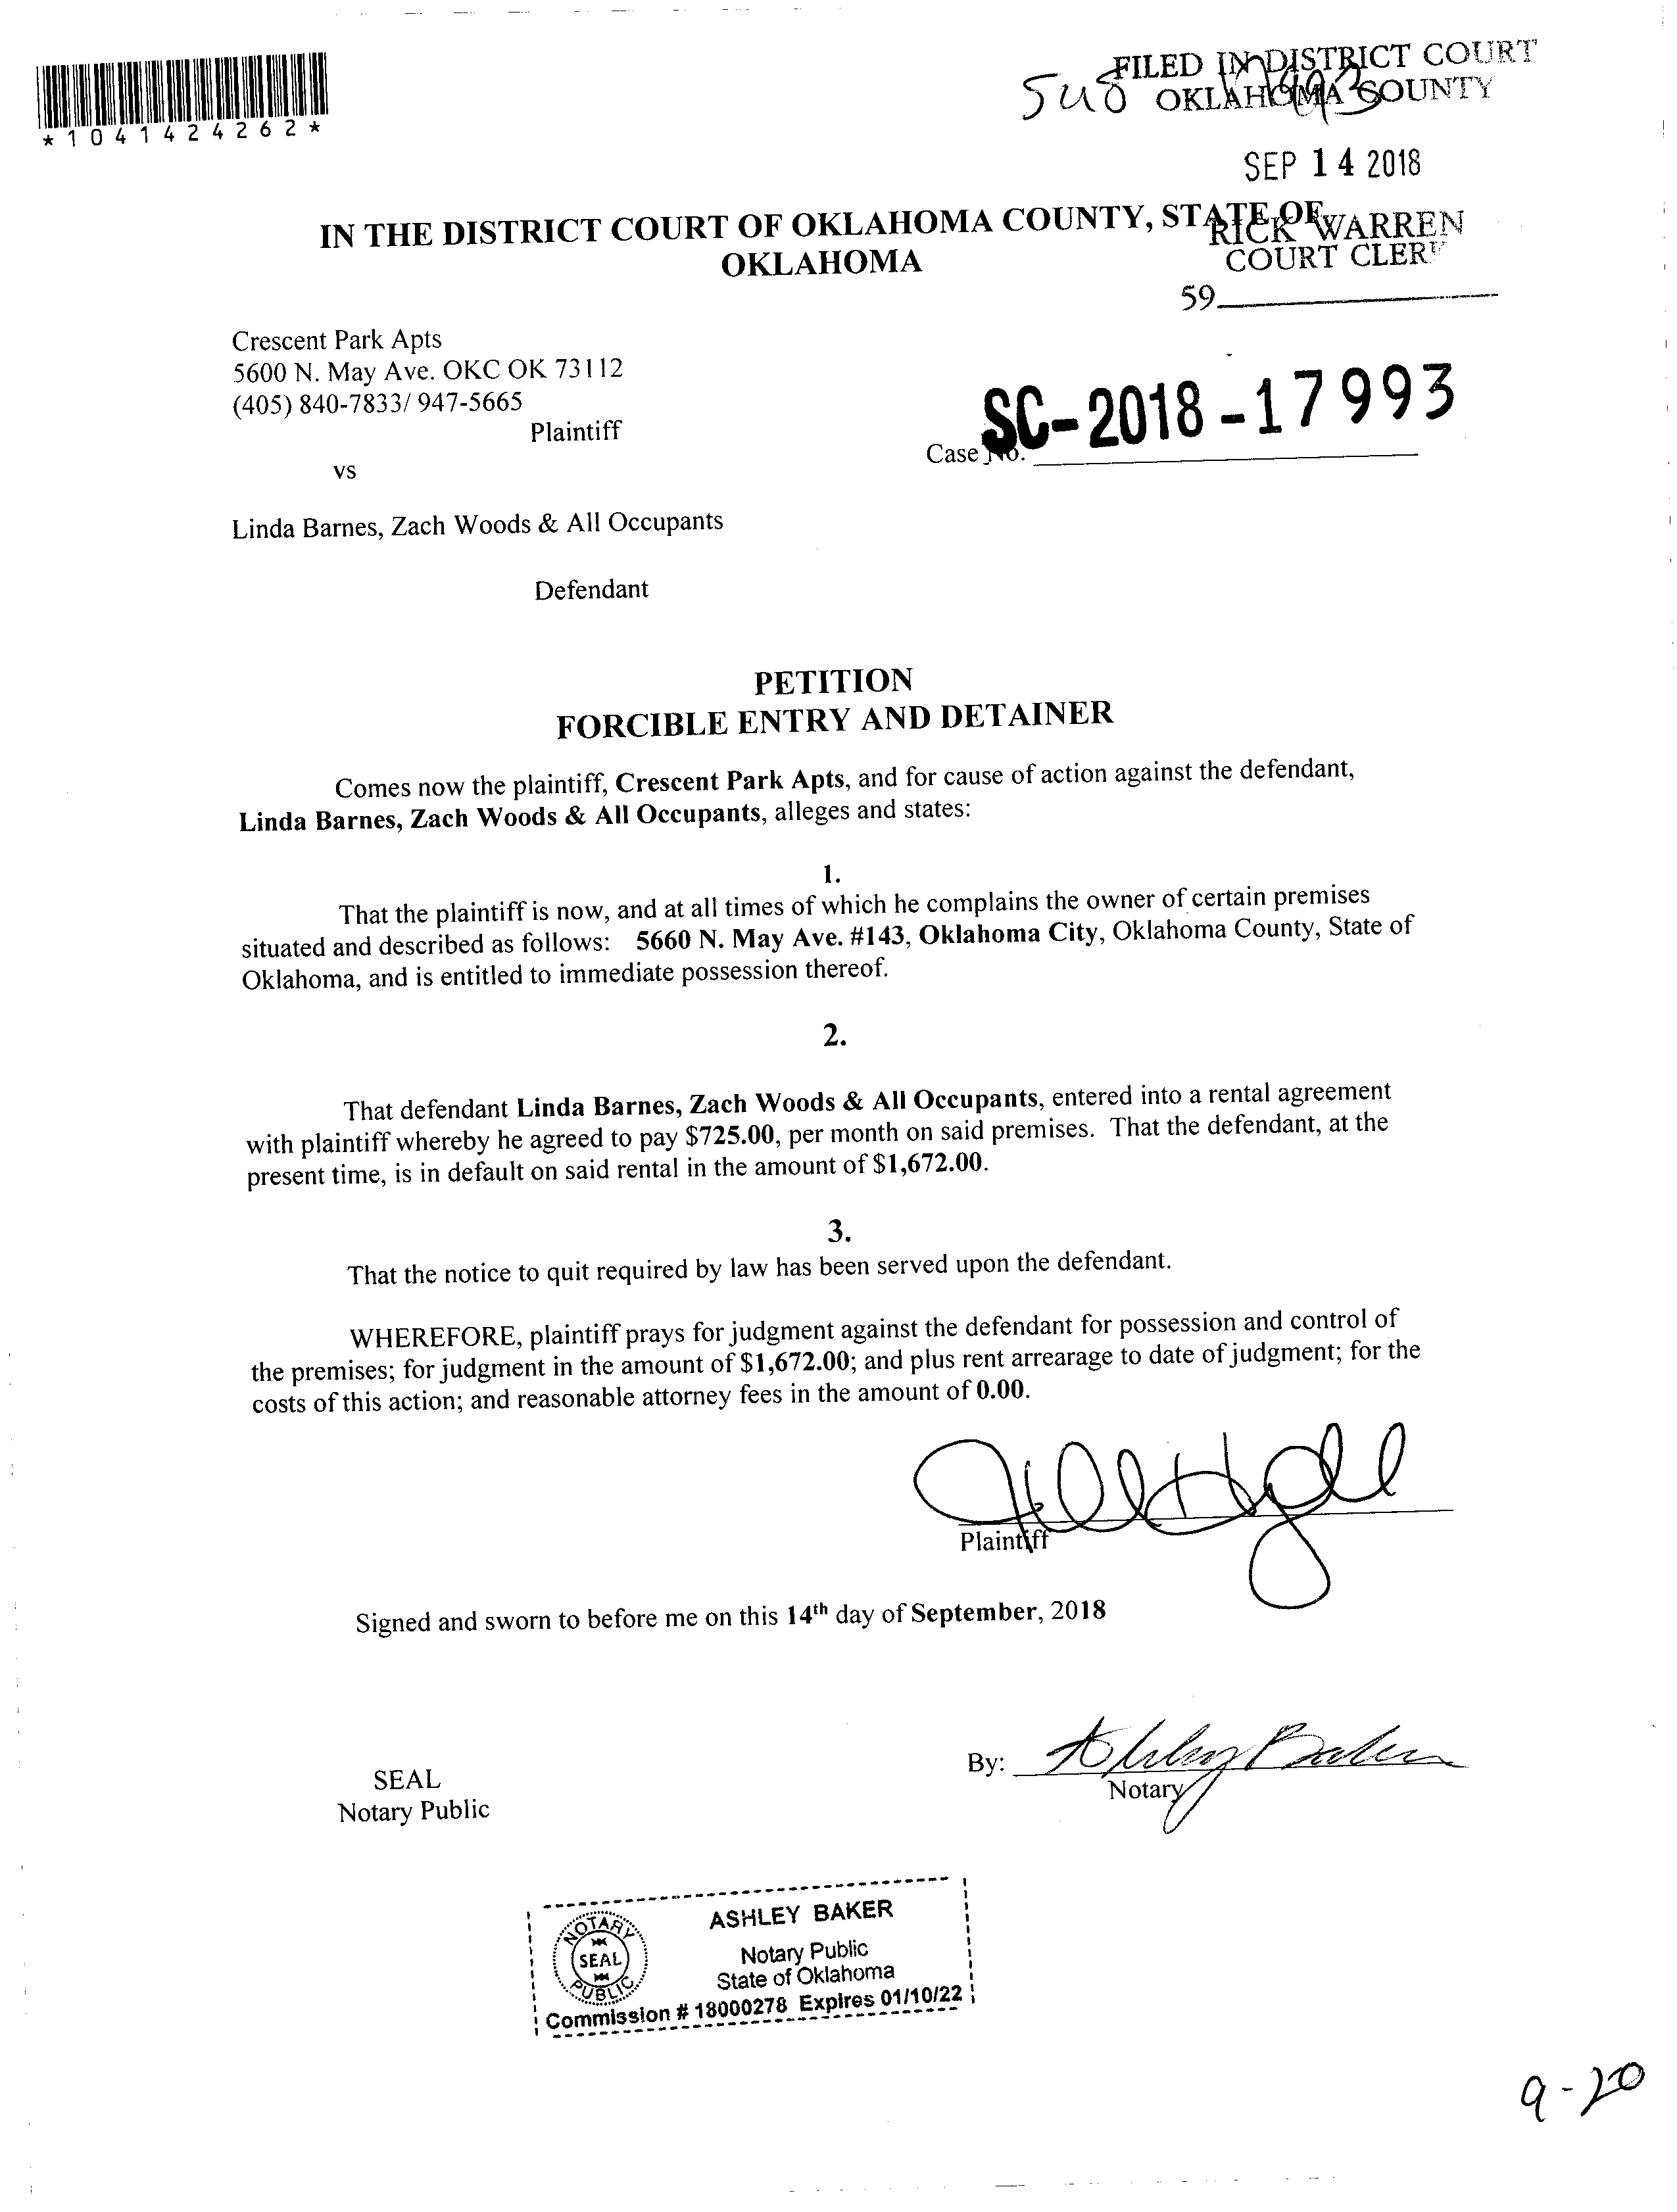 *1041424262*
FILED IN DISTRICT COURT
OKLAHOMA COUNTY
SEP 14 2018
RICK WARREN
COURT CLERK
59
IN THE DISTRICT COURT OF OKLAHOMA COUNTY, STATE OF
OKLAHOMA
Crescent Park Apts
5600 N. May Ave. OKC OK 73112
(405) 840-7833/ 947-5665
Plaintiff
vs
Case No. SC-2018-17993
Linda Barnes, Zach Woods & All Occupants
Defendant
PETITION
FORCIBLE ENTRY AND DETAINER
Comes now the plaintiff, Crescent Park Apts, and for cause of action against the defendant,
Linda Barnes, Zach Woods & All Occupants, alleges and states:
1.
That the plaintiff is now, and at all times of which he complains the owner of certain premises
situated and described as follows: 5660 N. May Ave. #143, Oklahoma City, Oklahoma County, State of
Oklahoma, and is entitled to immediate possession thereof.
2.
That defendant Linda Barnes, Zach Woods & All Occupants, entered into a rental agreement
with plaintiff whereby he agreed to pay $725.00, per month on said premises. That the defendant, at the
present time, is in default on said rental in the amount of $1,672.00.
3.
That the notice to quit required by law has been served upon the defendant.
WHEREFORE, plaintiff prays for judgment against the defendant for possession and control of
the premises; for judgment in the amount of $1,672.00; and plus rent arrearage to date of judgment; for the
costs of this action; and reasonable attorney fees in the amount of 0.00.
Plaintiff
Signed and sworn to before me on this 14th day of September, 2018
By: Ashley Baker
Notary
SEAL
Notary Public
NOTARY
SEAL
PUBLIC
ASHLEY BAKER
Notary Public
State of Oklahoma
Commission # 18000278 Expires 01/10/22
9-20